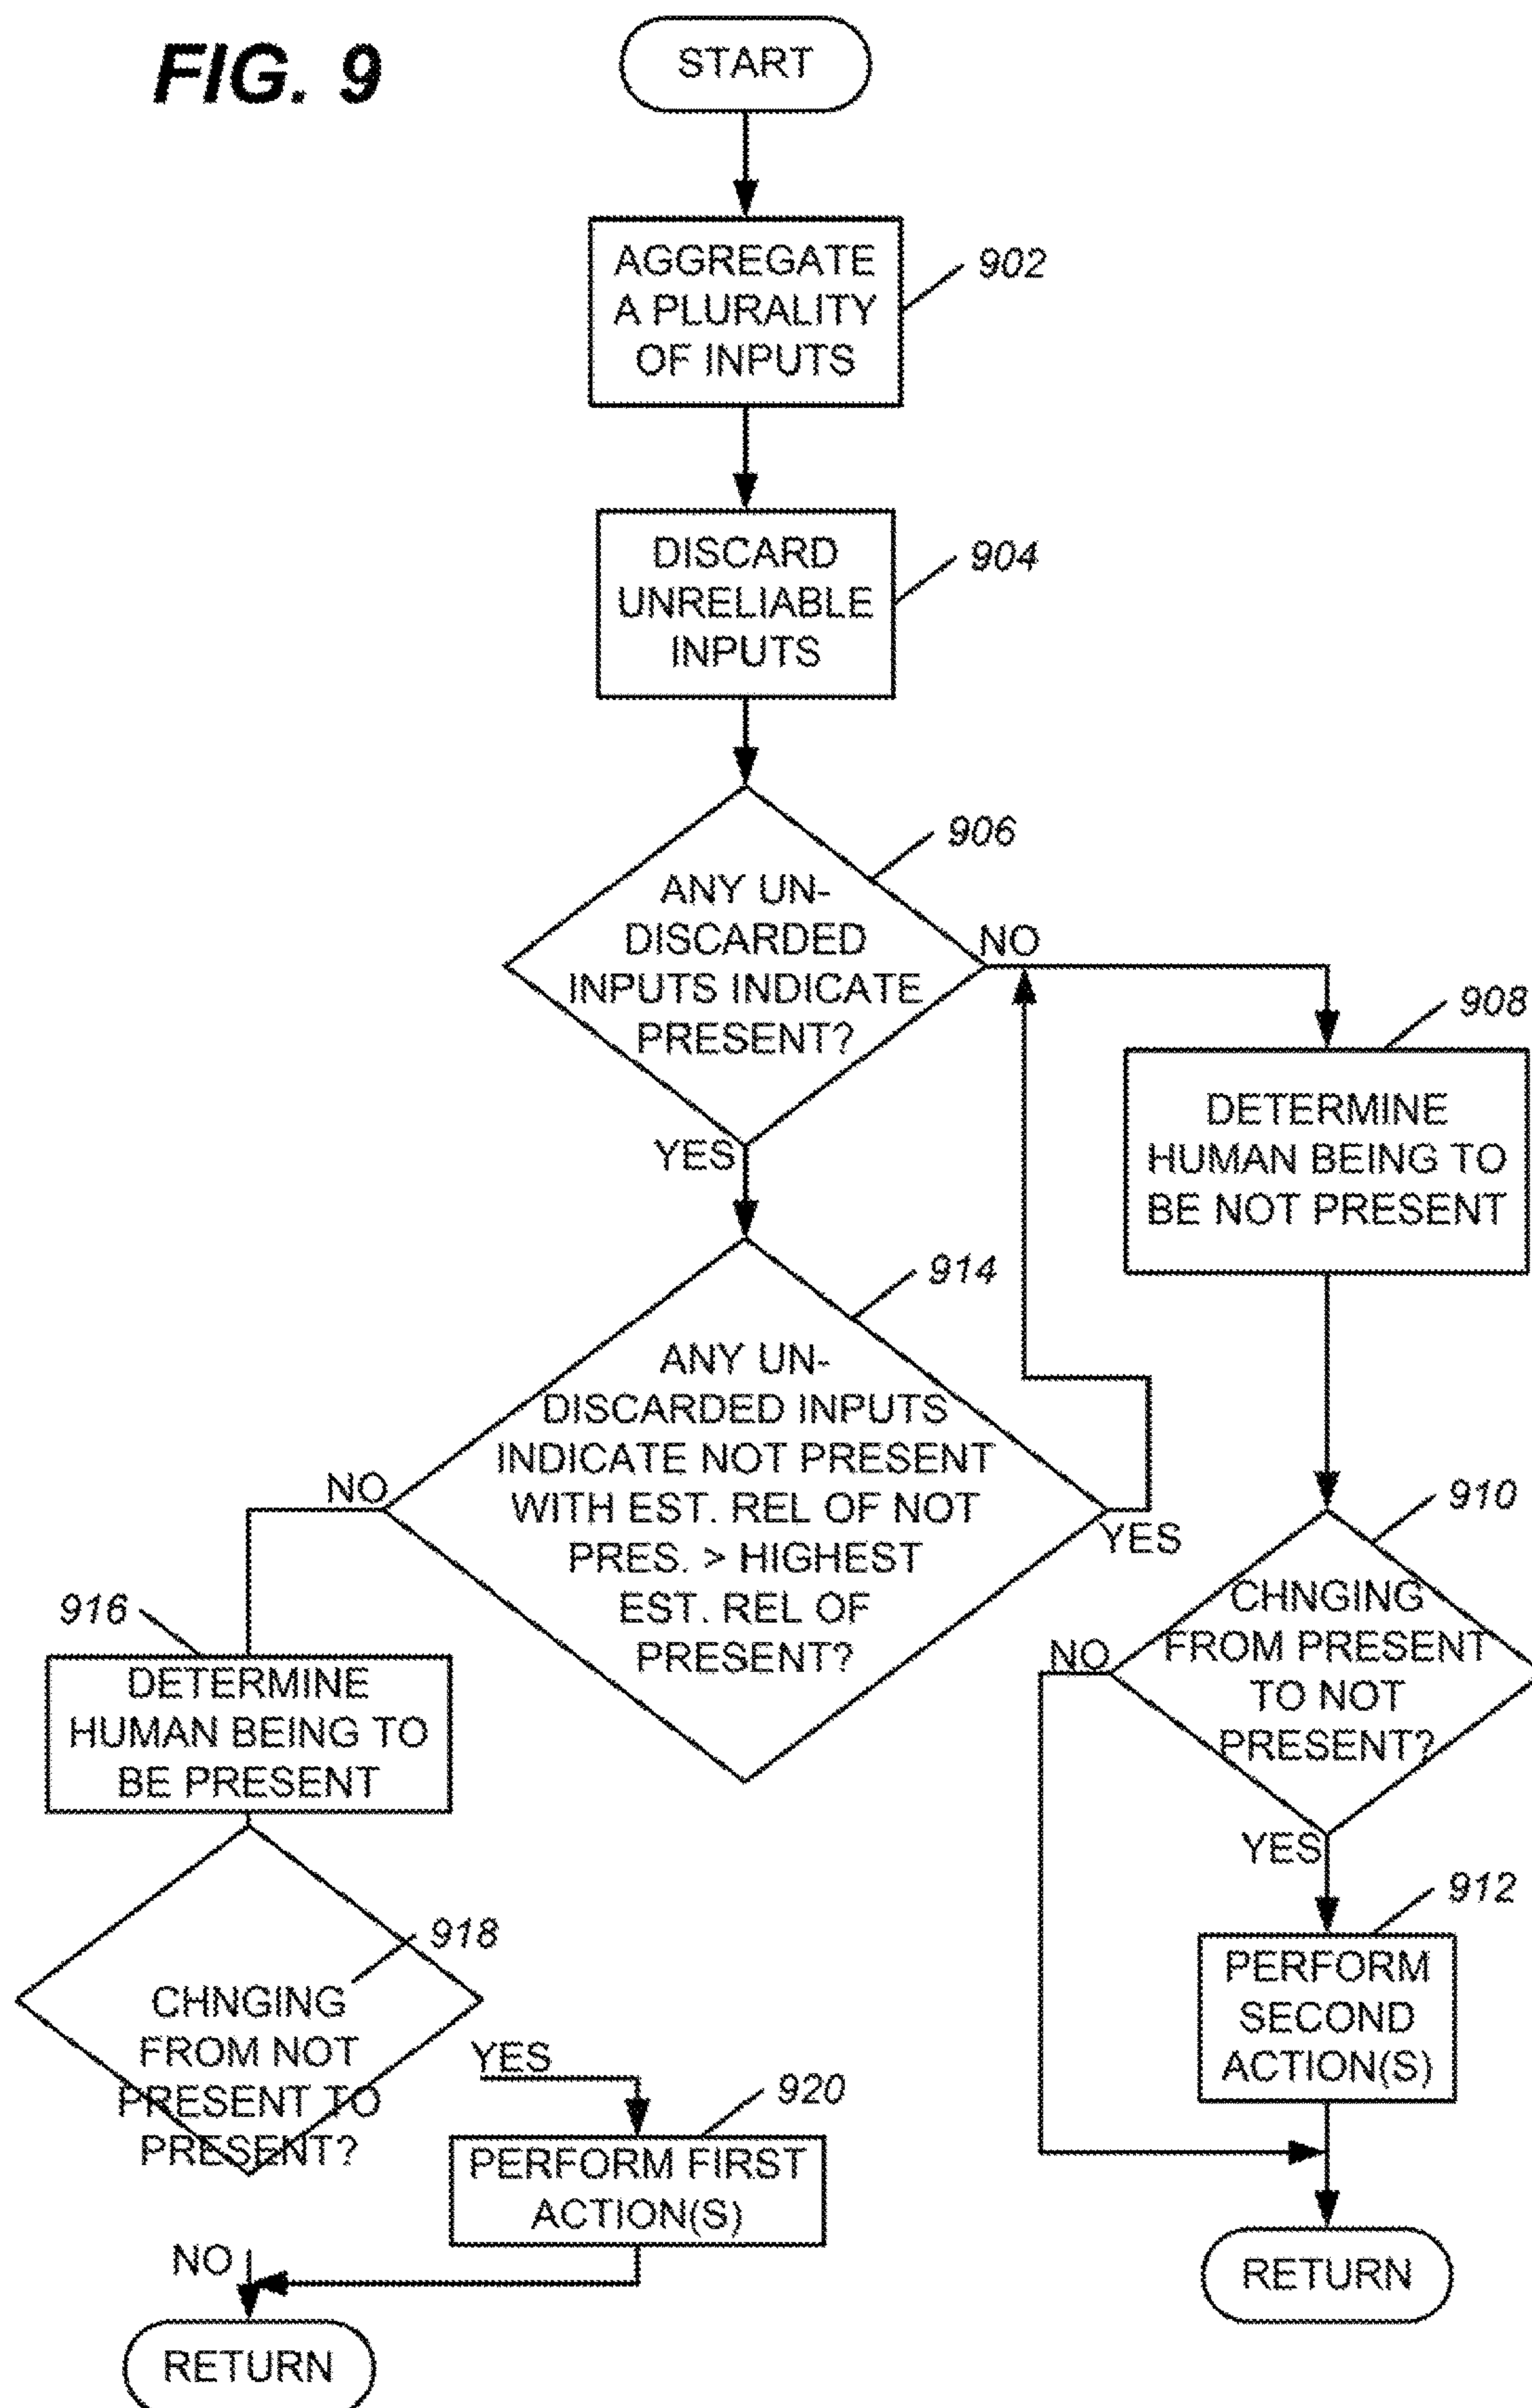 FIG. 9
START
AGGREGATE
A PLURALITY
OF INPUTS
902
DISCARD
UNRELIABLE
INPUTS
904
906
ANY UN-
DISCARDED
INPUTS INDICATE
PRESENT?
NO
YES
908
DETERMINE
HUMAN BEING TO
BE NOT PRESENT
914
ANY UN-
DISCARDED INPUTS
INDICATE NOT PRESENT
WITH EST. REL OF NOT
PRES. > HIGHEST
EST. REL OF
PRESENT?
NO
YES
910
CHNGING
FROM PRESENT
TO NOT
PRESENT?
NO
YES
916
DETERMINE
HUMAN BEING TO
BE PRESENT
912
PERFORM
SECOND
ACTION(S)
918
CHNGING
FROM NOT
PRESENT TO
PRESENT?
YES
920
PERFORM FIRST
ACTION(S)
NO
RETURN
RETURN